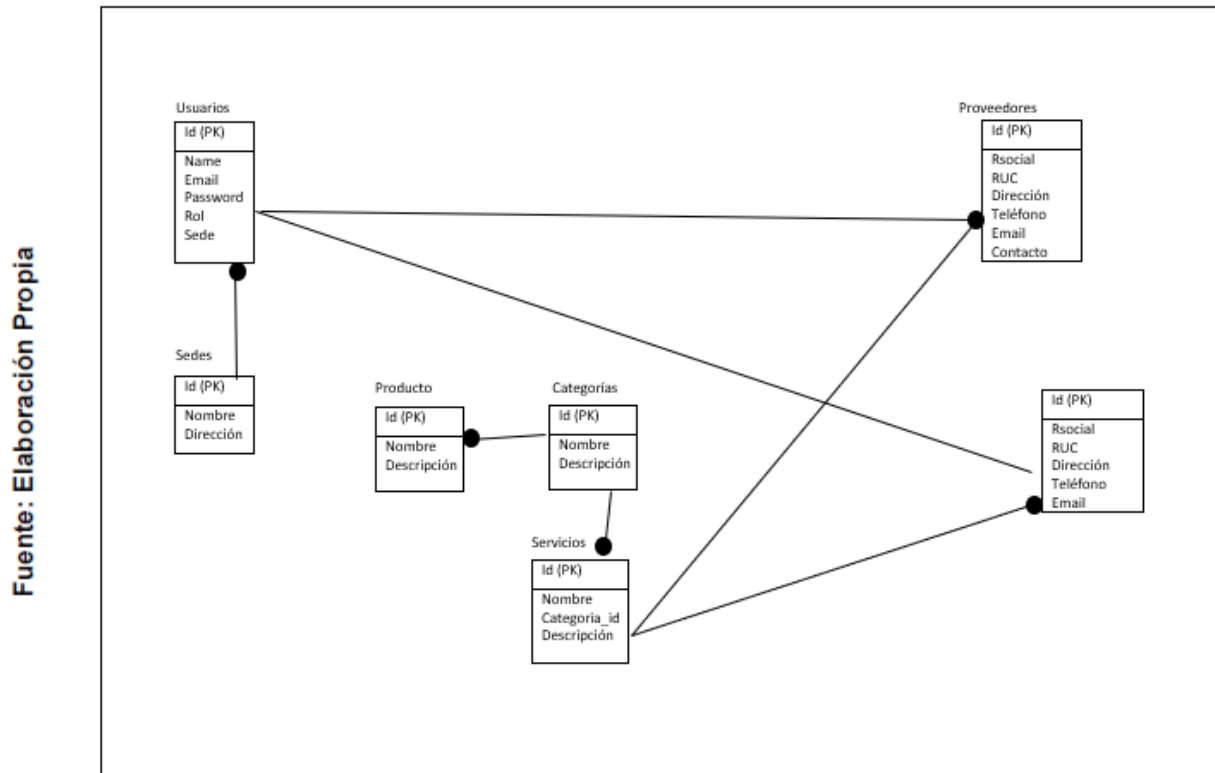 Fuente: Elaboración Propia
Usuarios
Id (PK)
Name
Email
Password
Rol
Sede
Proveedores
Id (PK)
Rsocial
RUC
Dirección
Teléfono
Email
Contacto
Sedes
Id (PK)
Nombre
Dirección
Producto
Id (PK)
Nombre
Descripción
Categorías
Id (PK)
Nombre
Descripción
Id (PK)
Rsocial
RUC
Dirección
Teléfono
Email
Servicios
Id (PK)
Nombre
Categoria_id
Descripción